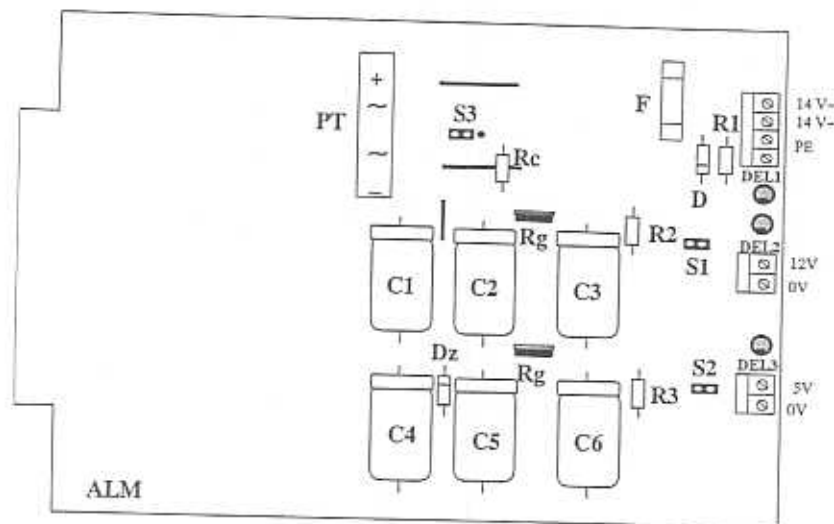 +
~
PT
~
–
S3
Rc
F
R1
D
14 V~
14 V~
PE
DEL1
Rg
R2
S1
DEL2
12V
0V
C1
C2
C3
Dz
Rg
S2
DEL3
R3
5V
0V
C4
C5
C6
ALM